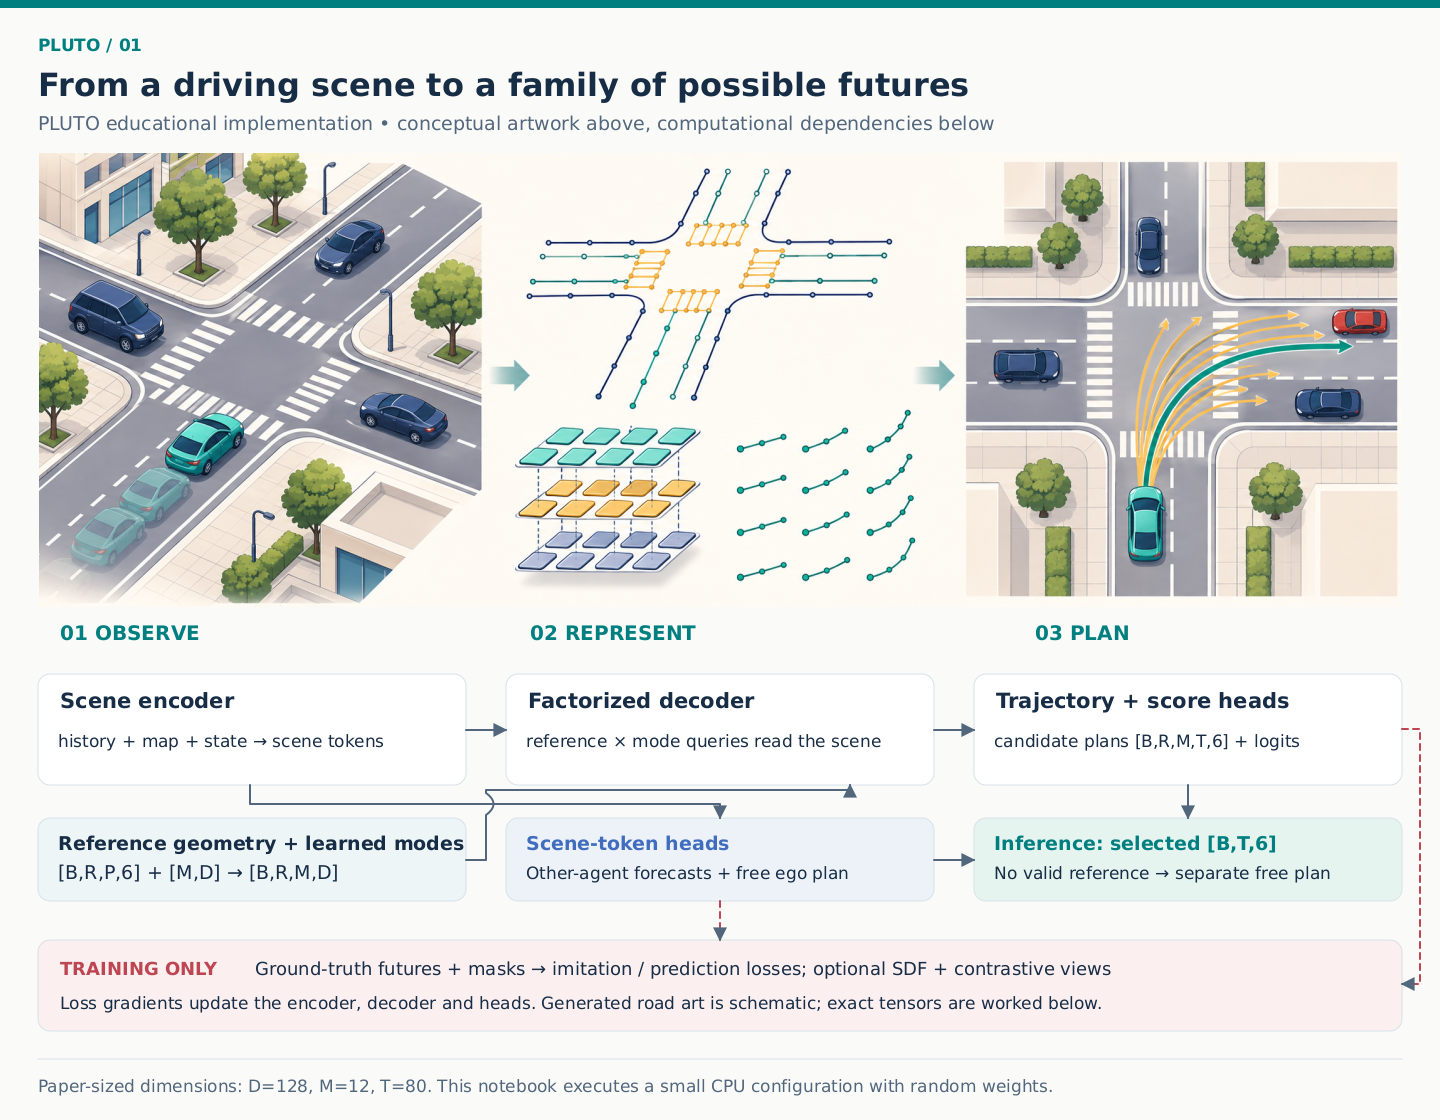 PLUTO / 01
From a driving scene to a family of possible futures
PLUTO educational implementation • conceptual artwork above, computational dependencies below
01 OBSERVE
02 REPRESENT
03 PLAN
Scene encoder
history + map + state → scene tokens
Factorized decoder
reference × mode queries read the scene
Trajectory + score heads
candidate plans [B,R,M,T,6] + logits
Reference geometry + learned modes
[B,R,P,6] + [M,D] → [B,R,M,D]
Scene-token heads
Other-agent forecasts + free ego plan
Inference: selected [B,T,6]
No valid reference → separate free plan
TRAINING ONLY Ground-truth futures + masks → imitation / prediction losses; optional SDF + contrastive views
Loss gradients update the encoder, decoder and heads. Generated road art is schematic; exact tensors are worked below.
Paper-sized dimensions: D=128, M=12, T=80. This notebook executes a small CPU configuration with random weights.